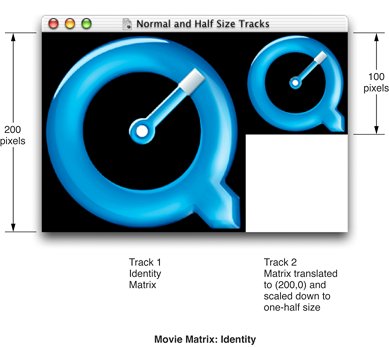 Normal and Half Size Tracks
200
pixels
100
pixels
Track 1
Identity
Matrix
Track 2
Matrix translated
to (200,0) and
scaled down to
one-half size
Movie Matrix: Identity